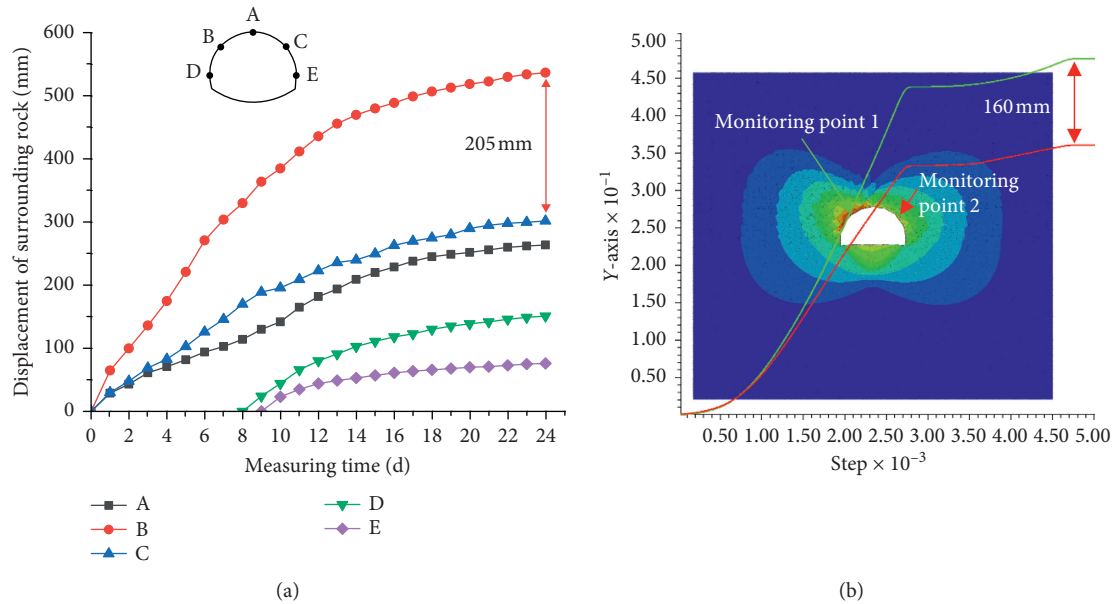 A
B
C
D
E
600
500
400
300
200
100
0
Displacement of surrounding rock (mm)
205 mm
0 2 4 6 8 10 12 14 16 18 20 22 24
Measuring time (d)
A
B
C
D
E
(a)
5.00
4.50
4.00
3.50
3.00
2.50
2.00
1.50
1.00
0.50
Y-axis × 10⁻¹
160 mm
Monitoring point 1
Monitoring
point 2
0.50 1.00 1.50 2.00 2.50 3.00 3.50 4.00 4.50 5.00
Step × 10⁻³
(b)